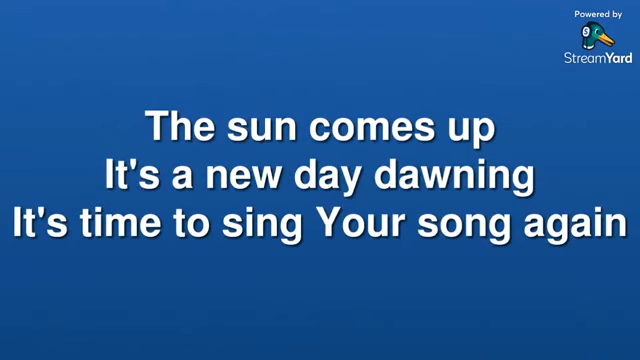 Powered by
StreamYard
The sun comes up
It's a new day dawning
It's time to sing Your song again